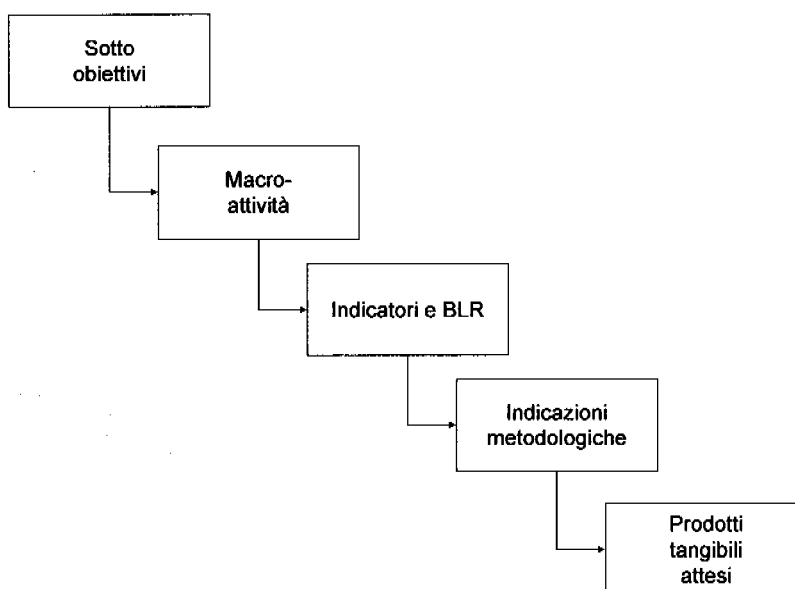 Sotto
obiettivi
Macro-
attività
Indicatori e BLR
Indicazioni
metodologiche
Prodotti
tangibili
attesi